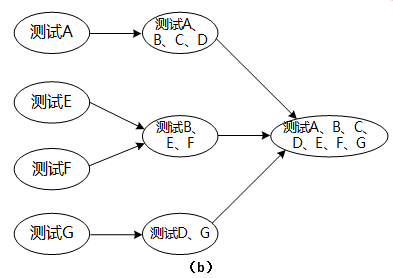 测试A
测试A、
B、C、D
测试E
测试B、
E、F
测试A、B、C、
D、E、F、G
测试F
测试G
测试D、G
(b)